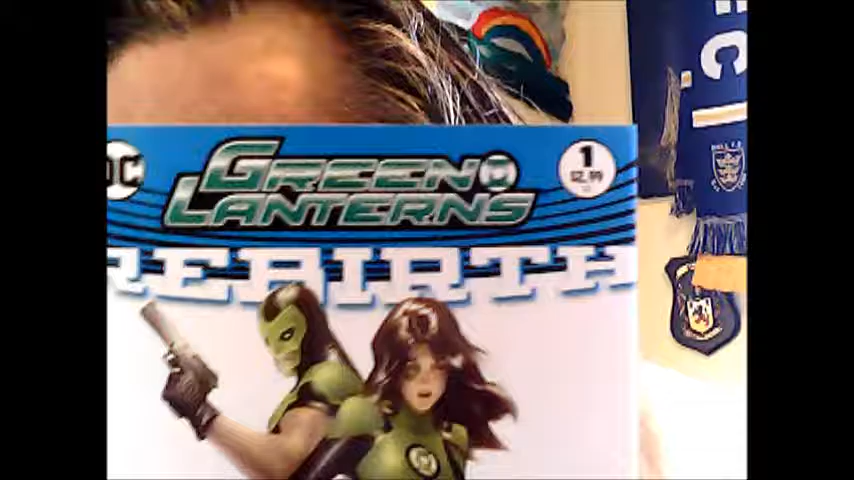 DC
GREEN
LANTERNS
1
$2.99
REBIRTH